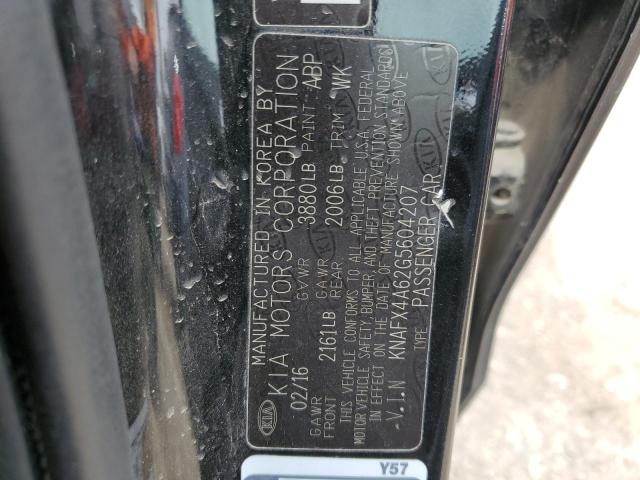 MANUFACTURED IN KOREA BY
KIA MOTORS CORPORATION
02/16 GVWR 3880LB PAINT ABP
GAWR FRONT 2161LB GAWR REAR 2006LB TRIM WK
THIS VEHICLE CONFORMS TO ALL APPLICABLE U.S.A. FEDERAL
MOTOR VEHICLE SAFETY, BUMPER, AND THEFT PREVENTION STANDARDS
IN EFFECT ON THE DATE OF MANUFACTURE SHOWN ABOVE
V.I.N KNAFX4A62G5604207
TYPE: PASSENGER CAR
KIA
Y57